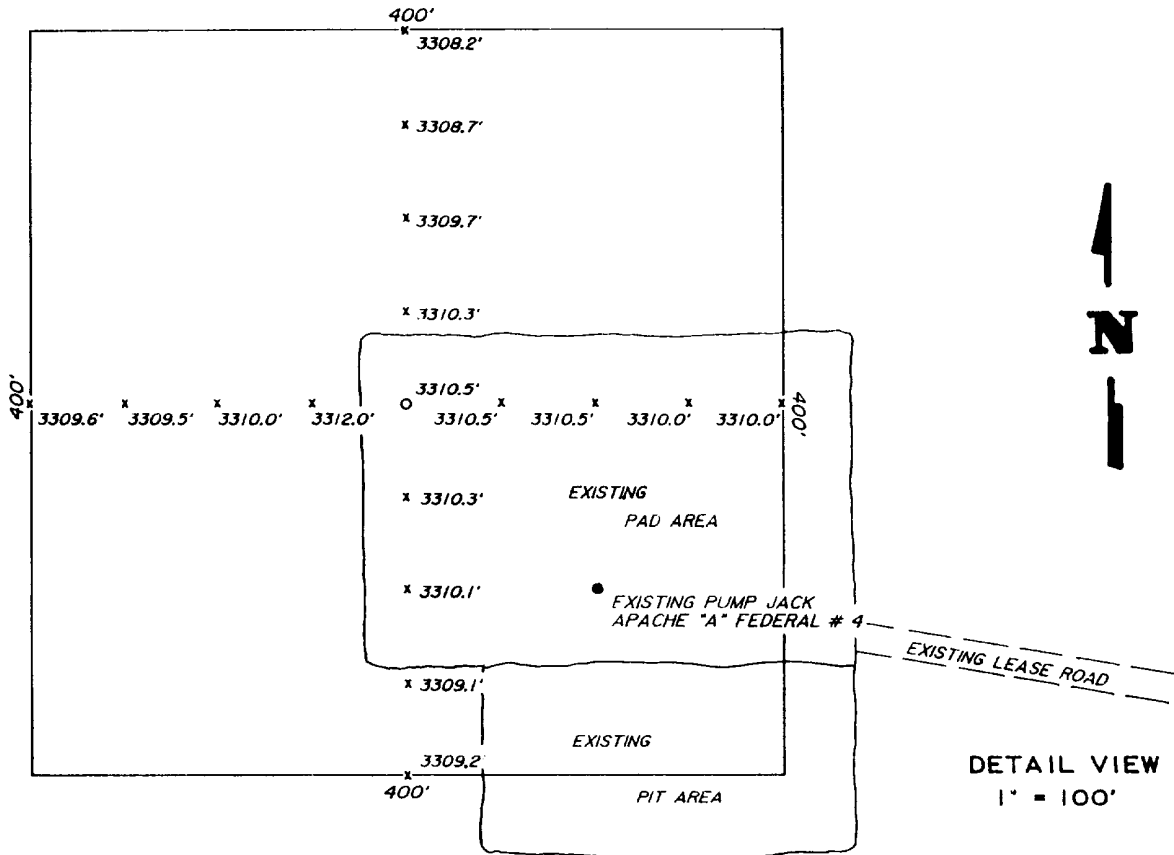 400'
3308.2'
3308.7'
3309.7'
3310.3'
N
400'
3310.5'
400'
3309.6' 3309.5' 3310.0' 3312.0' 3310.5' 3310.5' 3310.0' 3310.0'
3310.3'
EXISTING
PAD AREA
3310.1'
EXISTING PUMP JACK
APACHE "A" FEDERAL # 4
EXISTING LEASE ROAD
3309.1'
EXISTING
3309.2'
400'
PIT AREA
DETAIL VIEW
1" = 100'